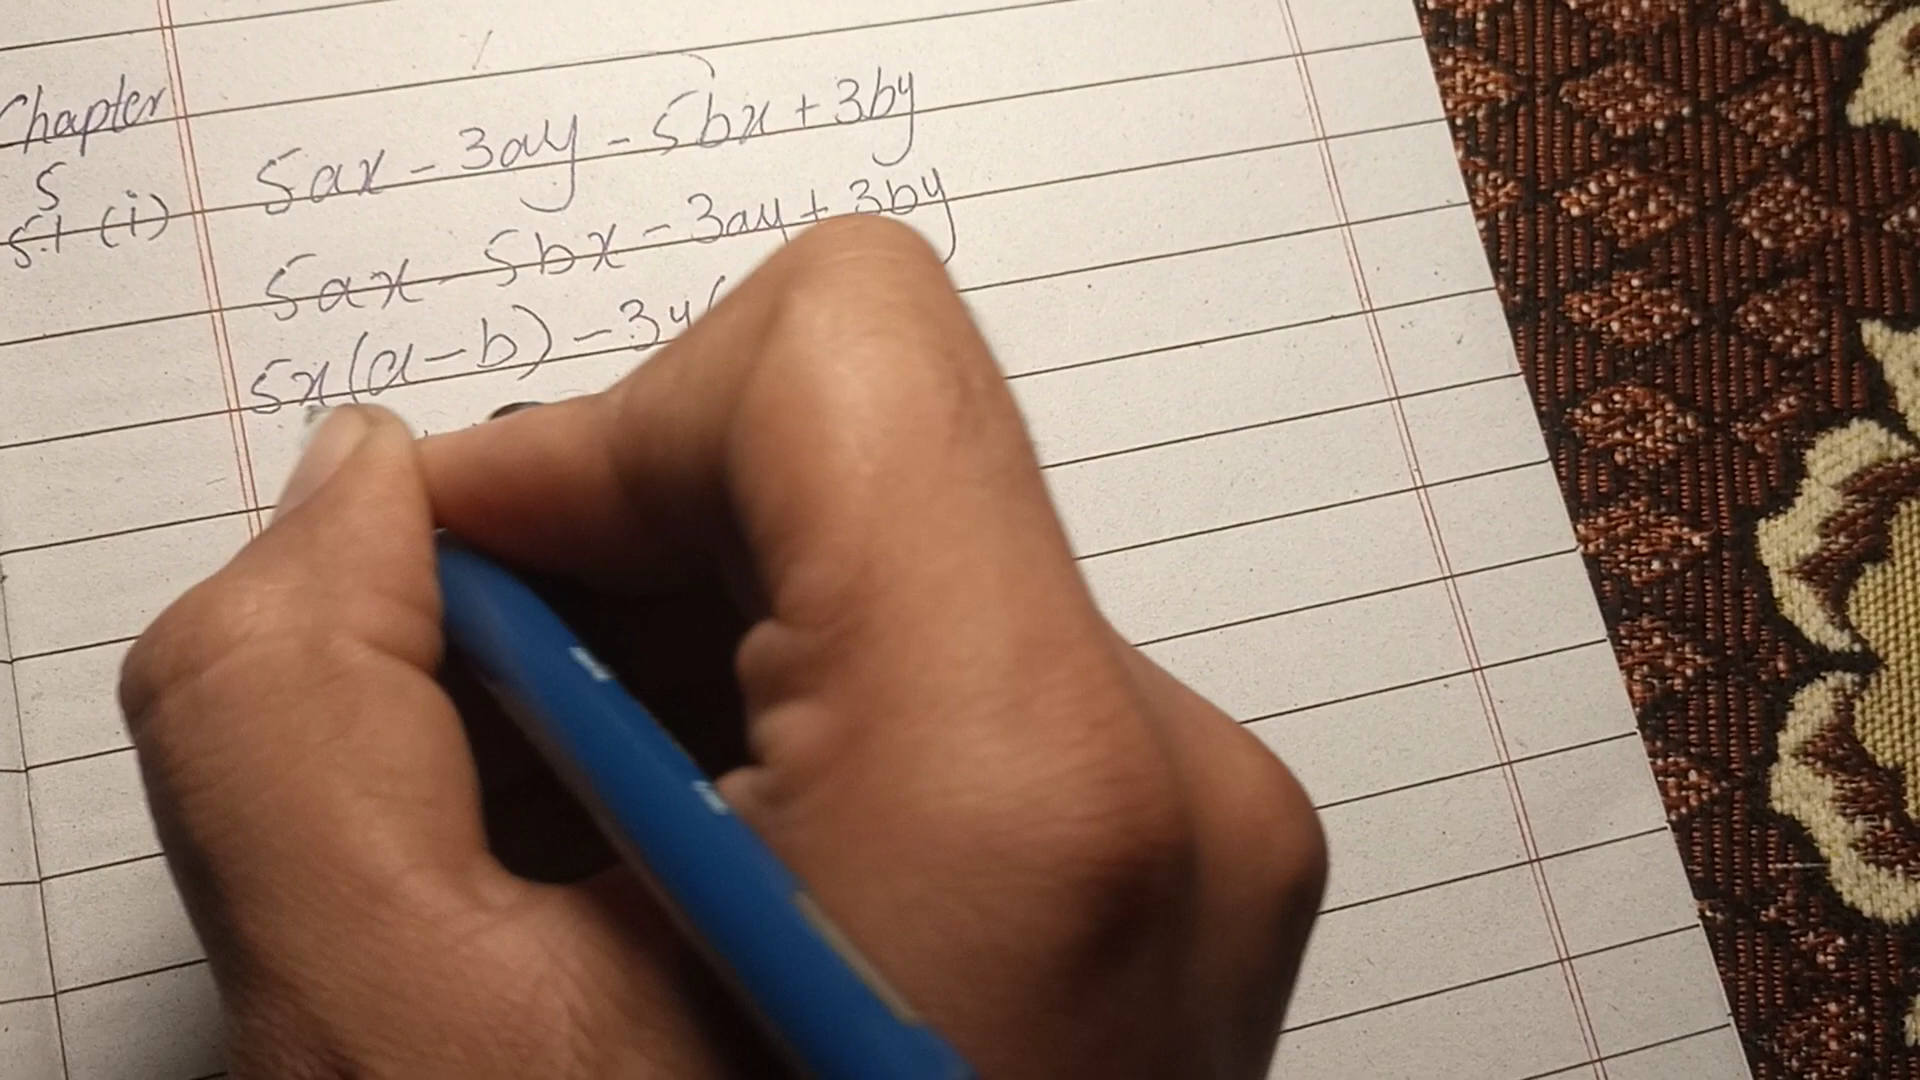 Chapter
5
5.1 (i)
5ax - 3ay - 5bx + 3by
5ax - 5bx - 3ay + 3by
5x(a-b) - 3y(